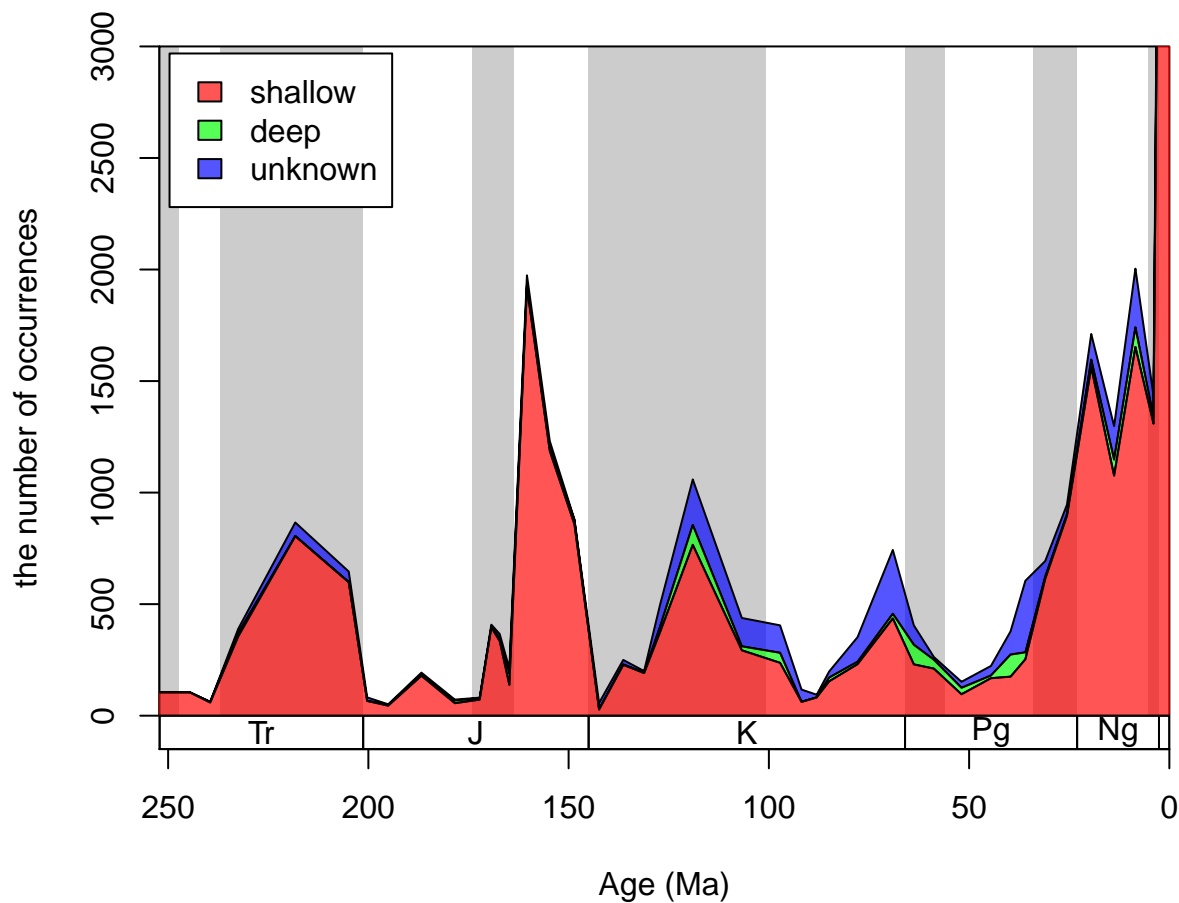 the number of occurrences
3000
2500
2000
1500
1000
500
0
shallow
deep
unknown
Tr J K Pg Ng
250 200 150 100 50 0
Age (Ma)